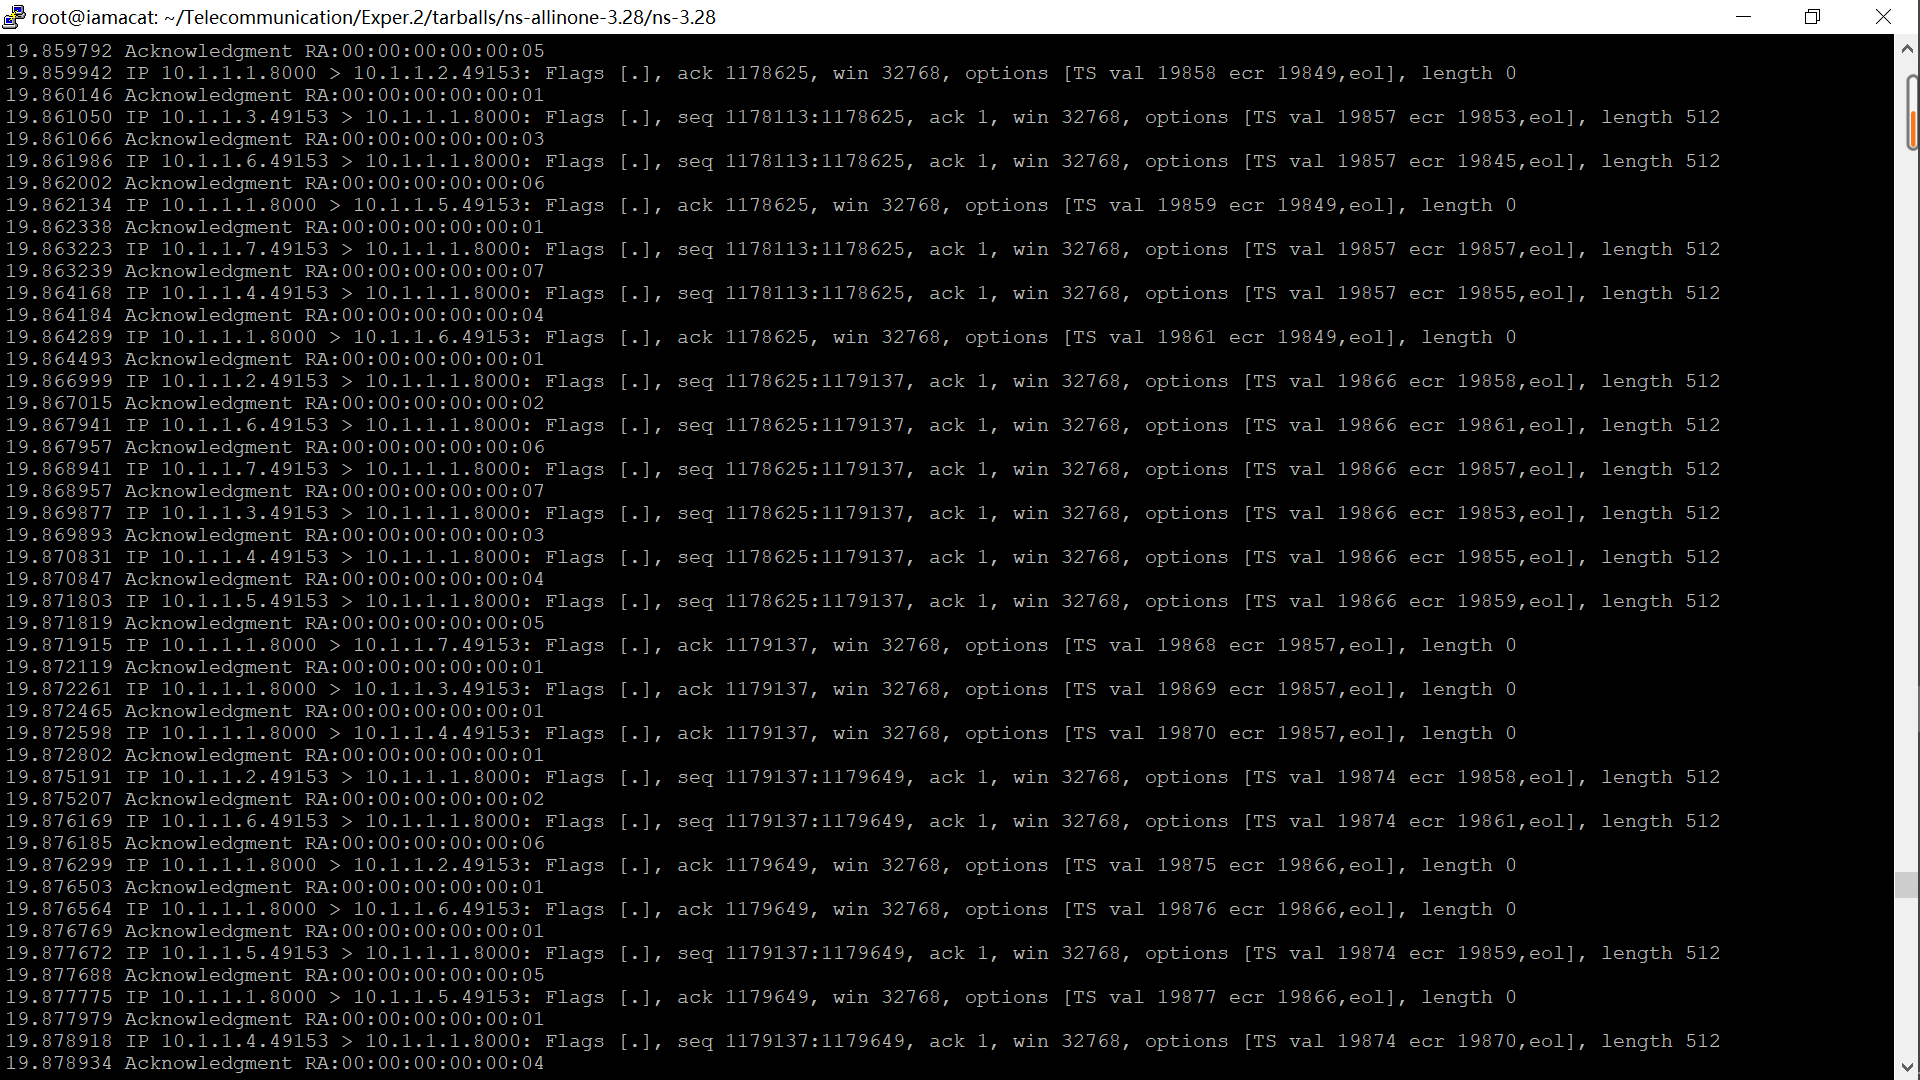 root@iamacat: ~/Telecommunication/Exper.2/tarballs/ns-allinone-3.28/ns-3.28
19.859792 Acknowledgment RA:00:00:00:00:00:05
19.859942 IP 10.1.1.1.8000 > 10.1.1.2.49153: Flags [.], ack 1178625, win 32768, options [TS val 19858 ecr 19849,eol], length 0
19.860146 Acknowledgment RA:00:00:00:00:00:01
19.861050 IP 10.1.1.3.49153 > 10.1.1.1.8000: Flags [.], seq 1178113:1178625, ack 1, win 32768, options [TS val 19857 ecr 19853,eol], length 512
19.861066 Acknowledgment RA:00:00:00:00:00:03
19.861986 IP 10.1.1.6.49153 > 10.1.1.1.8000: Flags [.], seq 1178113:1178625, ack 1, win 32768, options [TS val 19857 ecr 19845,eol], length 512
19.862002 Acknowledgment RA:00:00:00:00:00:06
19.862134 IP 10.1.1.1.8000 > 10.1.1.5.49153: Flags [.], ack 1178625, win 32768, options [TS val 19859 ecr 19849,eol], length 0
19.862338 Acknowledgment RA:00:00:00:00:00:01
19.863223 IP 10.1.1.7.49153 > 10.1.1.1.8000: Flags [.], seq 1178113:1178625, ack 1, win 32768, options [TS val 19857 ecr 19857,eol], length 512
19.863239 Acknowledgment RA:00:00:00:00:00:07
19.864168 IP 10.1.1.4.49153 > 10.1.1.1.8000: Flags [.], seq 1178113:1178625, ack 1, win 32768, options [TS val 19857 ecr 19855,eol], length 512
19.864184 Acknowledgment RA:00:00:00:00:00:04
19.864289 IP 10.1.1.1.8000 > 10.1.1.6.49153: Flags [.], ack 1178625, win 32768, options [TS val 19861 ecr 19849,eol], length 0
19.864493 Acknowledgment RA:00:00:00:00:00:01
19.866999 IP 10.1.1.2.49153 > 10.1.1.1.8000: Flags [.], seq 1178625:1179137, ack 1, win 32768, options [TS val 19866 ecr 19858,eol], length 512
19.867015 Acknowledgment RA:00:00:00:00:00:02
19.867941 IP 10.1.1.6.49153 > 10.1.1.1.8000: Flags [.], seq 1178625:1179137, ack 1, win 32768, options [TS val 19866 ecr 19861,eol], length 512
19.867957 Acknowledgment RA:00:00:00:00:00:06
19.868941 IP 10.1.1.7.49153 > 10.1.1.1.8000: Flags [.], seq 1178625:1179137, ack 1, win 32768, options [TS val 19866 ecr 19857,eol], length 512
19.868957 Acknowledgment RA:00:00:00:00:00:07
19.869877 IP 10.1.1.3.49153 > 10.1.1.1.8000: Flags [.], seq 1178625:1179137, ack 1, win 32768, options [TS val 19866 ecr 19853,eol], length 512
19.869893 Acknowledgment RA:00:00:00:00:00:03
19.870831 IP 10.1.1.4.49153 > 10.1.1.1.8000: Flags [.], seq 1178625:1179137, ack 1, win 32768, options [TS val 19866 ecr 19855,eol], length 512
19.870847 Acknowledgment RA:00:00:00:00:00:04
19.871803 IP 10.1.1.5.49153 > 10.1.1.1.8000: Flags [.], seq 1178625:1179137, ack 1, win 32768, options [TS val 19866 ecr 19859,eol], length 512
19.871819 Acknowledgment RA:00:00:00:00:00:05
19.871915 IP 10.1.1.1.8000 > 10.1.1.7.49153: Flags [.], ack 1179137, win 32768, options [TS val 19868 ecr 19857,eol], length 0
19.872119 Acknowledgment RA:00:00:00:00:00:01
19.872261 IP 10.1.1.1.8000 > 10.1.1.3.49153: Flags [.], ack 1179137, win 32768, options [TS val 19869 ecr 19857,eol], length 0
19.872465 Acknowledgment RA:00:00:00:00:00:01
19.872598 IP 10.1.1.1.8000 > 10.1.1.4.49153: Flags [.], ack 1179137, win 32768, options [TS val 19870 ecr 19857,eol], length 0
19.872802 Acknowledgment RA:00:00:00:00:00:01
19.875191 IP 10.1.1.2.49153 > 10.1.1.1.8000: Flags [.], seq 1179137:1179649, ack 1, win 32768, options [TS val 19874 ecr 19858,eol], length 512
19.875207 Acknowledgment RA:00:00:00:00:00:02
19.876169 IP 10.1.1.6.49153 > 10.1.1.1.8000: Flags [.], seq 1179137:1179649, ack 1, win 32768, options [TS val 19874 ecr 19861,eol], length 512
19.876185 Acknowledgment RA:00:00:00:00:00:06
19.876299 IP 10.1.1.1.8000 > 10.1.1.2.49153: Flags [.], ack 1179649, win 32768, options [TS val 19875 ecr 19866,eol], length 0
19.876503 Acknowledgment RA:00:00:00:00:00:01
19.876564 IP 10.1.1.1.8000 > 10.1.1.6.49153: Flags [.], ack 1179649, win 32768, options [TS val 19876 ecr 19866,eol], length 0
19.876769 Acknowledgment RA:00:00:00:00:00:01
19.877672 IP 10.1.1.5.49153 > 10.1.1.1.8000: Flags [.], seq 1179137:1179649, ack 1, win 32768, options [TS val 19874 ecr 19859,eol], length 512
19.877688 Acknowledgment RA:00:00:00:00:00:05
19.877775 IP 10.1.1.1.8000 > 10.1.1.5.49153: Flags [.], ack 1179649, win 32768, options [TS val 19877 ecr 19866,eol], length 0
19.877979 Acknowledgment RA:00:00:00:00:00:01
19.878918 IP 10.1.1.4.49153 > 10.1.1.1.8000: Flags [.], seq 1179137:1179649, ack 1, win 32768, options [TS val 19874 ecr 19870,eol], length 512
19.878934 Acknowledgment RA:00:00:00:00:00:04